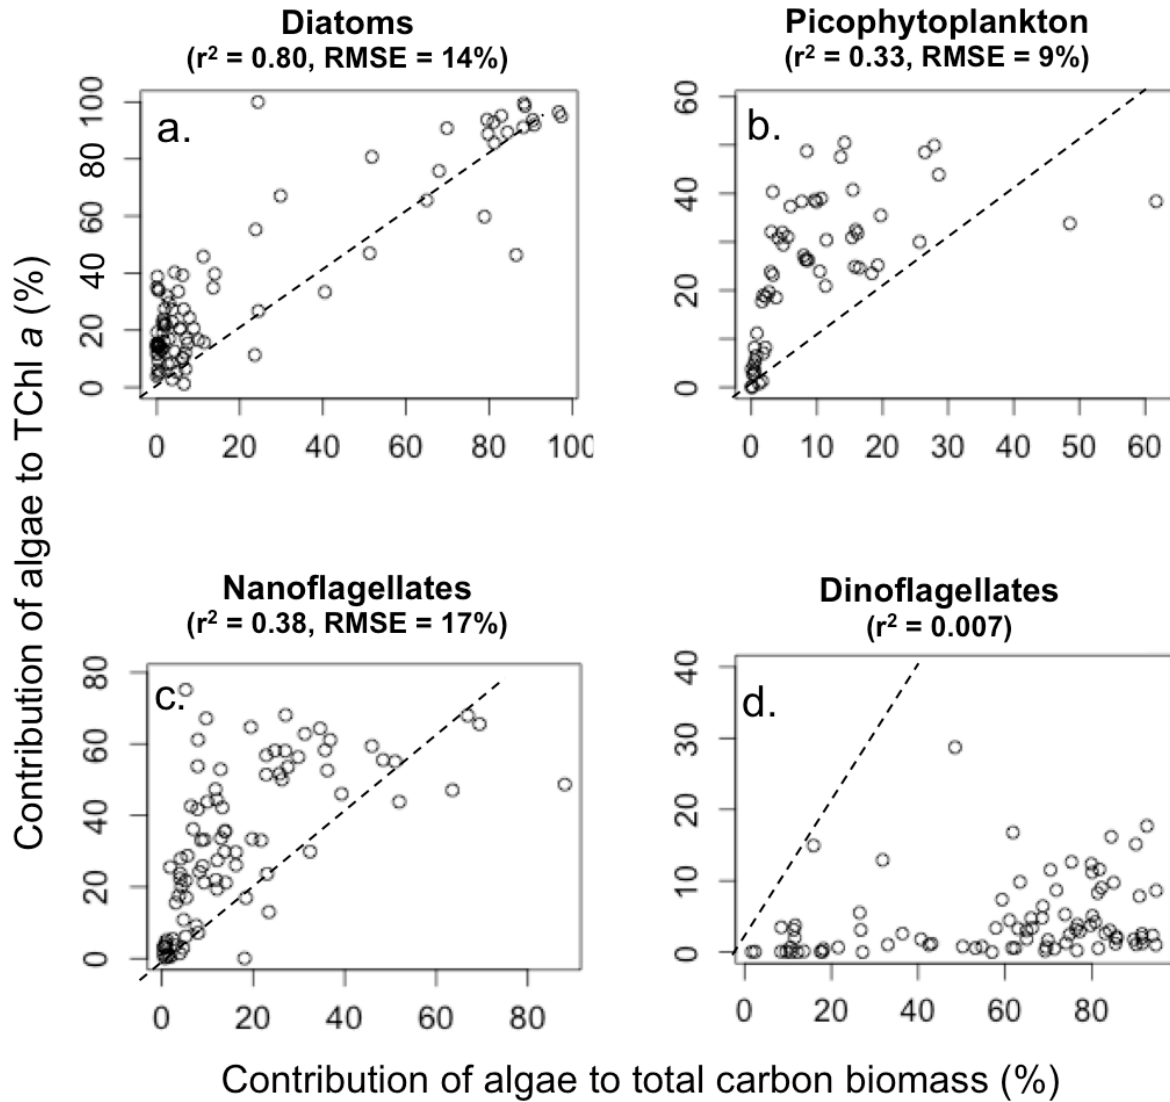 Diatoms
(r² = 0.80, RMSE = 14%)
Picophytoplankton
(r² = 0.33, RMSE = 9%)
a.
100
80
60
40
20
0
0 20 40 60 80 100
b.
60
40
20
0
0 10 20 30 40 50 60
Contribution of algae to TChl a (%)
Nanoflagellates
(r² = 0.38, RMSE = 17%)
Dinoflagellates
(r² = 0.007)
c.
80
60
40
20
0
0 20 40 60 80
d.
40
30
20
10
0
0 20 40 60 80
Contribution of algae to total carbon biomass (%)